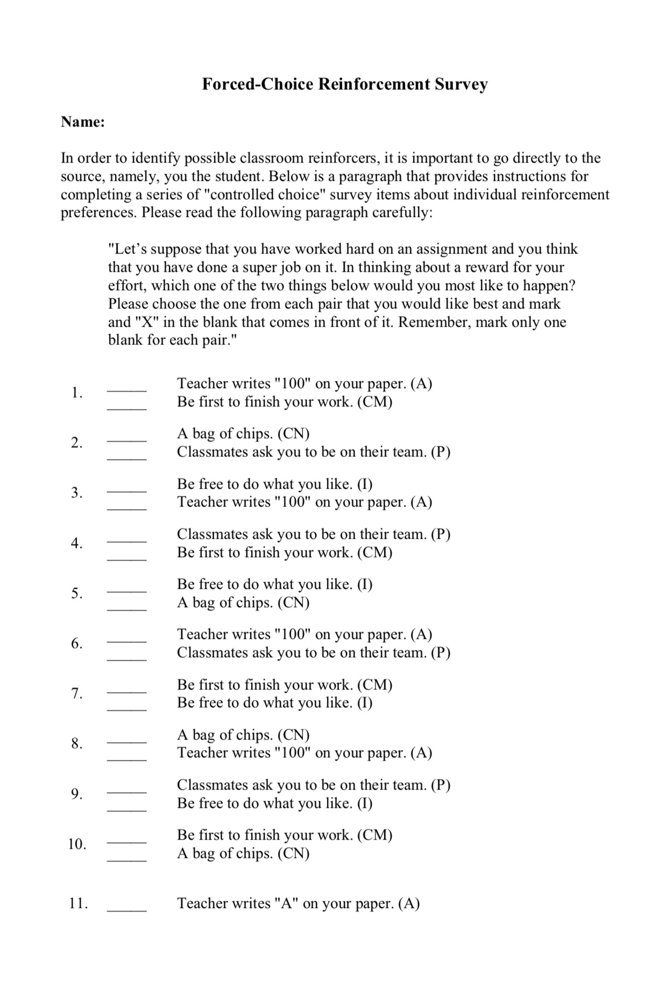 Forced-Choice Reinforcement Survey
Name:
In order to identify possible classroom reinforcers, it is important to go directly to the
source, namely, you the student. Below is a paragraph that provides instructions for
completing a series of "controlled choice" survey items about individual reinforcement
preferences. Please read the following paragraph carefully:
"Let’s suppose that you have worked hard on an assignment and you think
that you have done a super job on it. In thinking about a reward for your
effort, which one of the two things below would you most like to happen?
Please choose the one from each pair that you would like best and mark
and "X" in the blank that comes in front of it. Remember, mark only one
blank for each pair."
1. _____ Teacher writes "100" on your paper. (A)
_____ Be first to finish your work. (CM)
2. _____ A bag of chips. (CN)
_____ Classmates ask you to be on their team. (P)
3. _____ Be free to do what you like. (I)
_____ Teacher writes "100" on your paper. (A)
4. _____ Classmates ask you to be on their team. (P)
_____ Be first to finish your work. (CM)
5. _____ Be free to do what you like. (I)
_____ A bag of chips. (CN)
6. _____ Teacher writes "100" on your paper. (A)
_____ Classmates ask you to be on their team. (P)
7. _____ Be first to finish your work. (CM)
_____ Be free to do what you like. (I)
8. _____ A bag of chips. (CN)
_____ Teacher writes "100" on your paper. (A)
9. _____ Classmates ask you to be on their team. (P)
_____ Be free to do what you like. (I)
10. _____ Be first to finish your work. (CM)
_____ A bag of chips. (CN)
11. _____ Teacher writes "A" on your paper. (A)